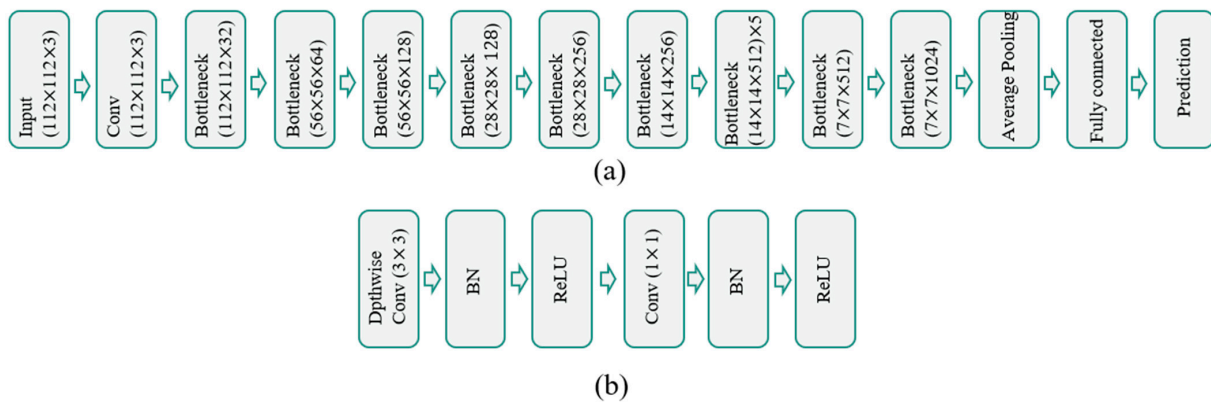 Input
(112×112×3)
Conv
(112×112×3)
Bottleneck
(112×112×32)
Bottleneck
(56×56×64)
Bottleneck
(56×56×128)
Bottleneck
(28×28× 128)
Bottleneck
(28×28×256)
Bottleneck
(14×14×256)
Bottleneck
(14×14×512)×5
Bottleneck
(7×7×512)
Bottleneck
(7×7×1024)
Average Pooling
Fully connected
Prediction
(a)
Dpthwise
Conv (3×3)
BN
ReLU
Conv (1×1)
BN
ReLU
(b)